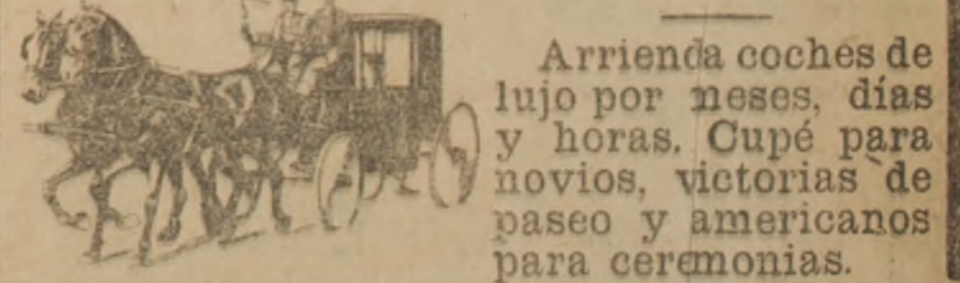 Arrienda coches de
lujo por meses, días
y horas. Cupé para
novios, victorias de
paseo y americanos
para ceremonias.